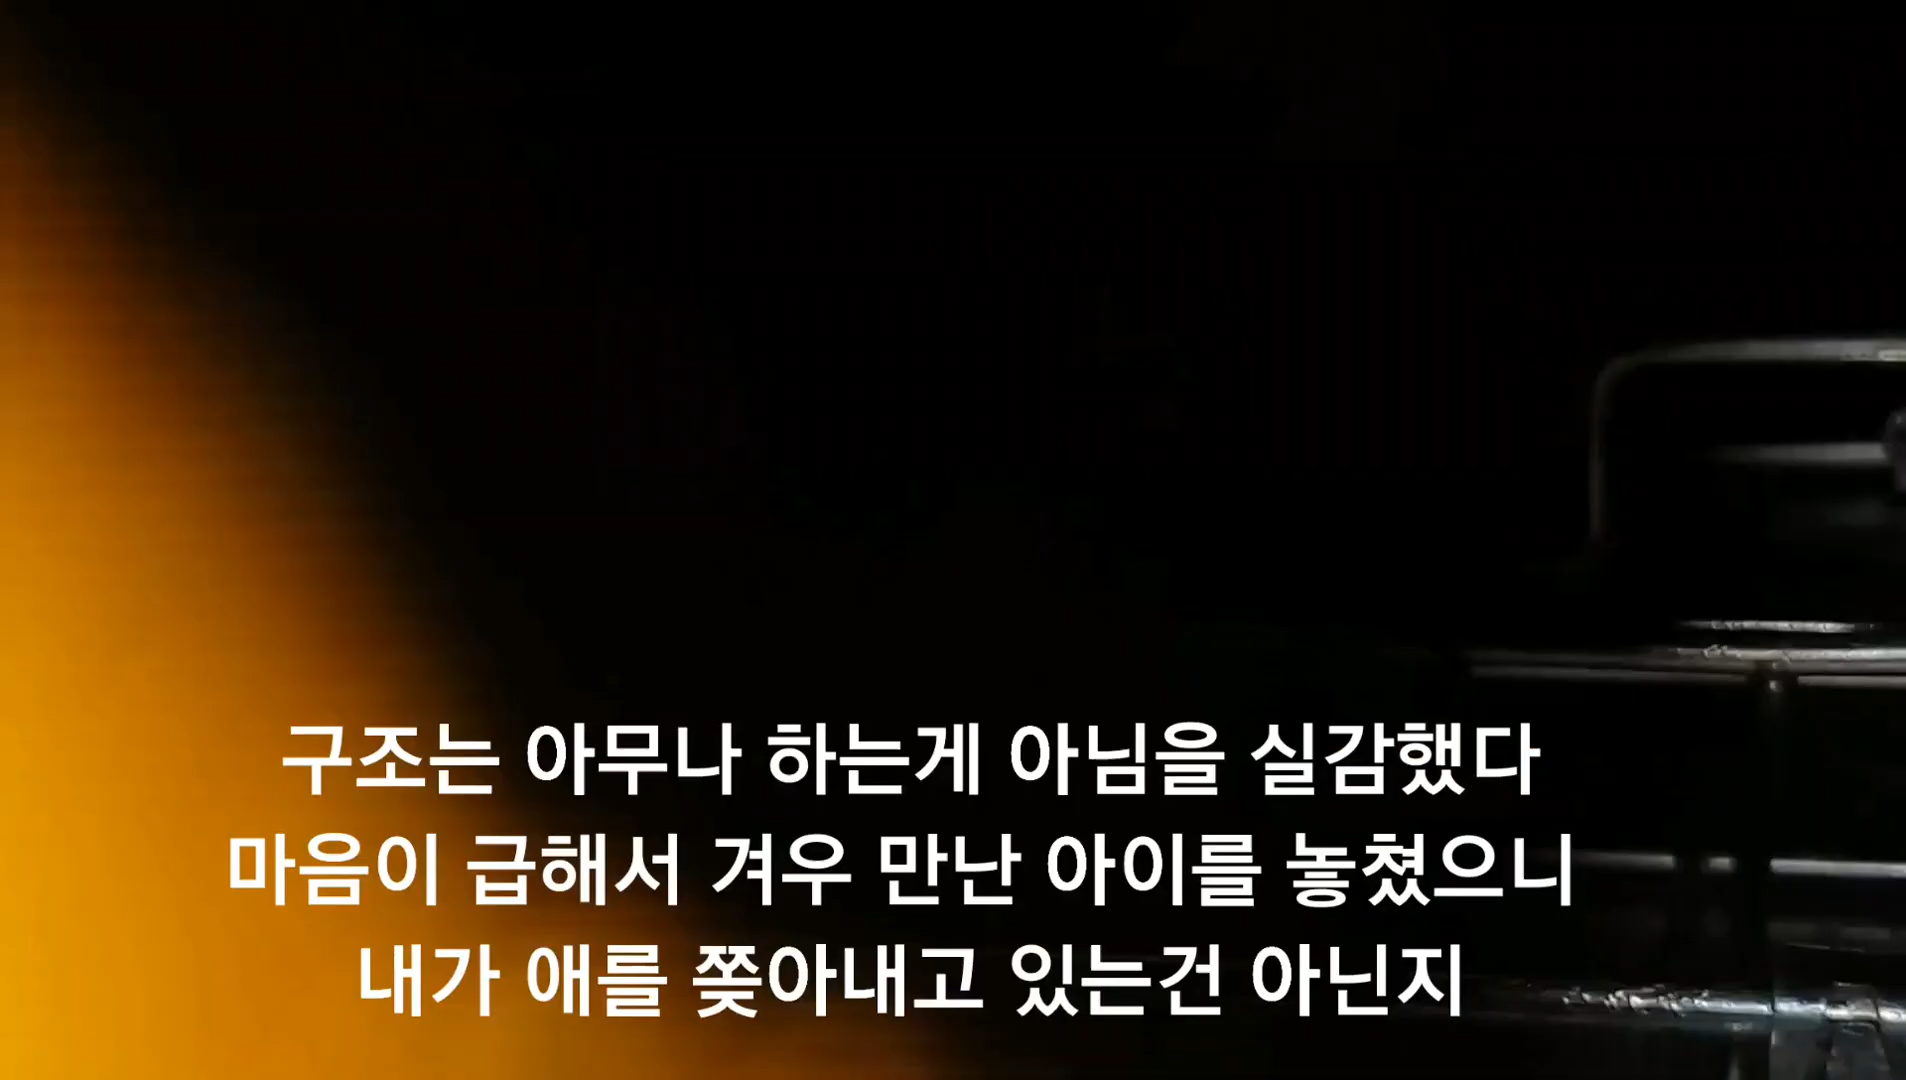 구조는 아무나 하는게 아님을 실감했다
마음이 급해서 겨우 만난 아이를 놓쳤으니
내가 애를 쫒아내고 있는건 아닌지